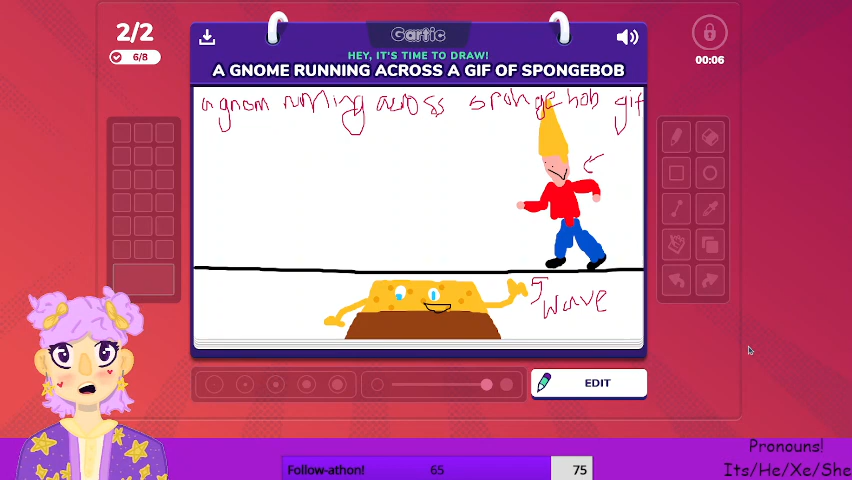 2/2
6/8
Gartic
HEY, IT'S TIME TO DRAW!
A GNOME RUNNING ACROSS A GIF OF SPONGEBOB
00:06
a gnom running across spongebob gif
wave
EDIT
Follow-athon! 65 75
Pronouns!
Its/He/Xe/She